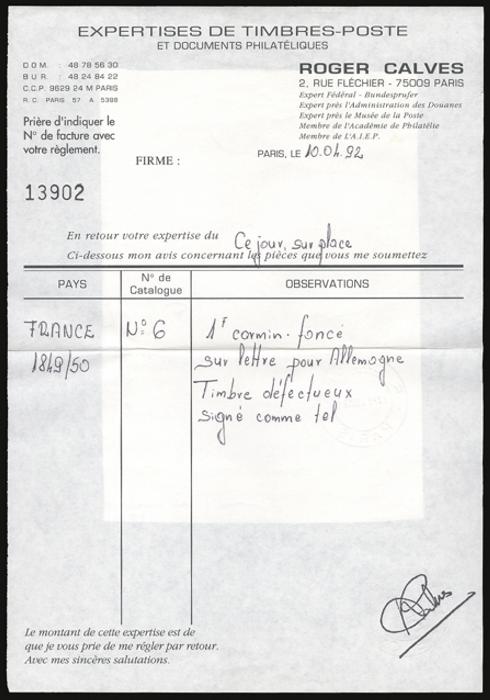 EXPERTISES DE TIMBRES-POSTE
ET DOCUMENTS PHILATÉLIQUES
DOM. : 48 78 56 30
BUR. : 48 24 84 22
C.C.P. 9629 24 M PARIS
R.C. PARIS 57 A 5388
ROGER CALVES
2, RUE FLÉCHIER - 75009 PARIS
Expert Fédéral - Bundesprufer
Expert près l'Administration des Douanes
Expert près le Musée de la Poste
Membre de l'Académie de Philatélie
Membre de L'A.I.E.P.
Prière d'indiquer le
N° de facture avec
votre règlement.
FIRME :
PARIS, LE 10.04.92
13902
En retour votre expertise du Ce jour, sur place
Ci-dessous mon avis concernant les pièces que vous me soumettez
PAYS
N° de
Catalogue
OBSERVATIONS
FRANCE
1849/50
N° 6
1F carmin-foncé
sur lettre pour Allemagne
Timbre défectueux
signé comme tel
Le montant de cette expertise est de
que je vous prie de me régler par retour.
Avec mes sincères salutations.